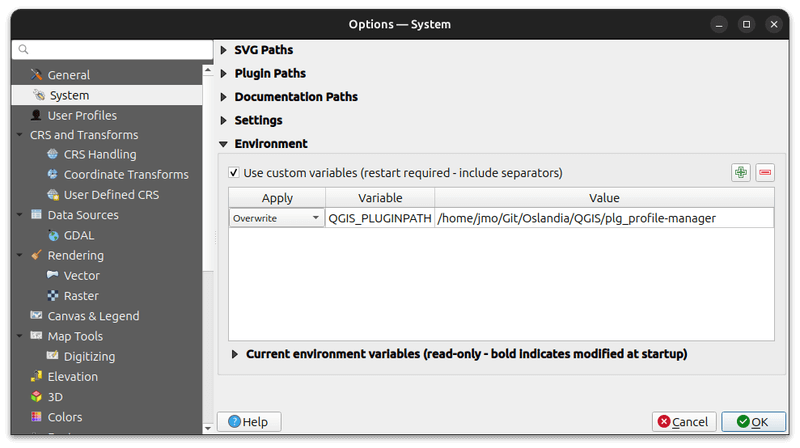 Options — System
General
System
User Profiles
CRS and Transforms
CRS Handling
Coordinate Transforms
User Defined CRS
Data Sources
GDAL
Rendering
Vector
Raster
Canvas & Legend
Map Tools
Digitizing
Elevation
3D
Colors
SVG Paths
Plugin Paths
Documentation Paths
Settings
Environment
Use custom variables (restart required - include separators)
Apply Variable Value
Overwrite QGIS_PLUGINPATH /home/jmo/Git/Oslandia/QGIS/plg_profile-manager
Current environment variables (read-only - bold indicates modified at startup)
Help Cancel OK